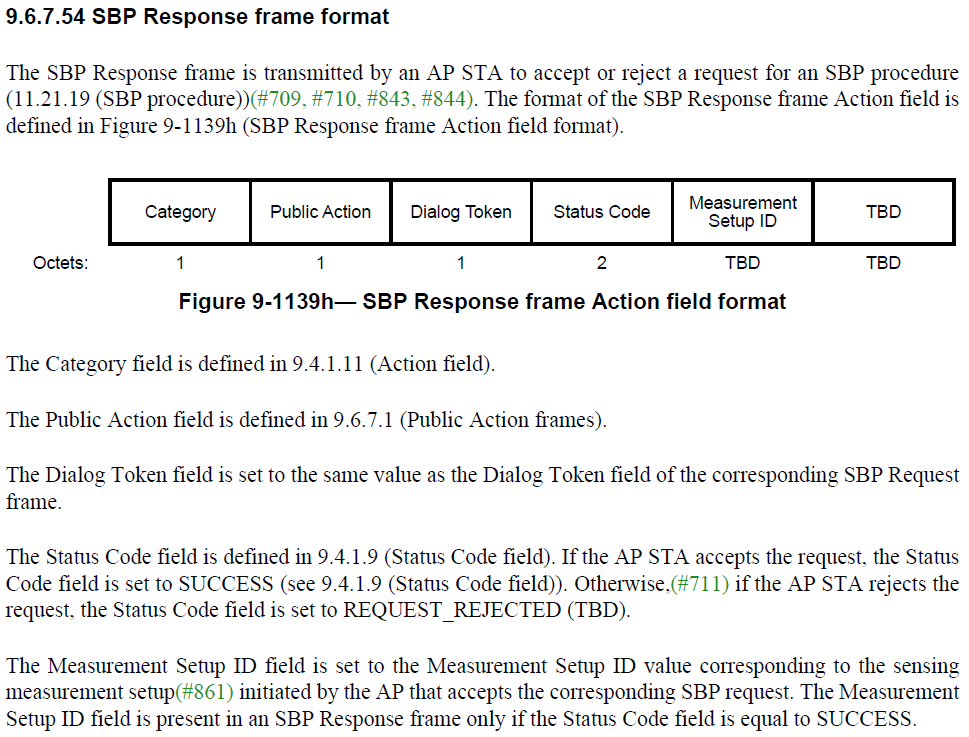 9.6.7.54 SBP Response frame format
The SBP Response frame is transmitted by an AP STA to accept or reject a request for an SBP procedure
(11.21.19 (SBP procedure))(#709, #710, #843, #844). The format of the SBP Response frame Action field is
defined in Figure 9-1139h (SBP Response frame Action field format).
Category Public Action Dialog Token Status Code Measurement Setup ID TBD
Octets: 1 1 1 2 TBD TBD
Figure 9-1139h— SBP Response frame Action field format
The Category field is defined in 9.4.1.11 (Action field).
The Public Action field is defined in 9.6.7.1 (Public Action frames).
The Dialog Token field is set to the same value as the Dialog Token field of the corresponding SBP Request
frame.
The Status Code field is defined in 9.4.1.9 (Status Code field). If the AP STA accepts the request, the Status
Code field is set to SUCCESS (see 9.4.1.9 (Status Code field)). Otherwise,(#711) if the AP STA rejects the
request, the Status Code field is set to REQUEST_REJECTED (TBD).
The Measurement Setup ID field is set to the Measurement Setup ID value corresponding to the sensing
measurement setup(#861) initiated by the AP that accepts the corresponding SBP request. The Measurement
Setup ID field is present in an SBP Response frame only if the Status Code field is equal to SUCCESS.